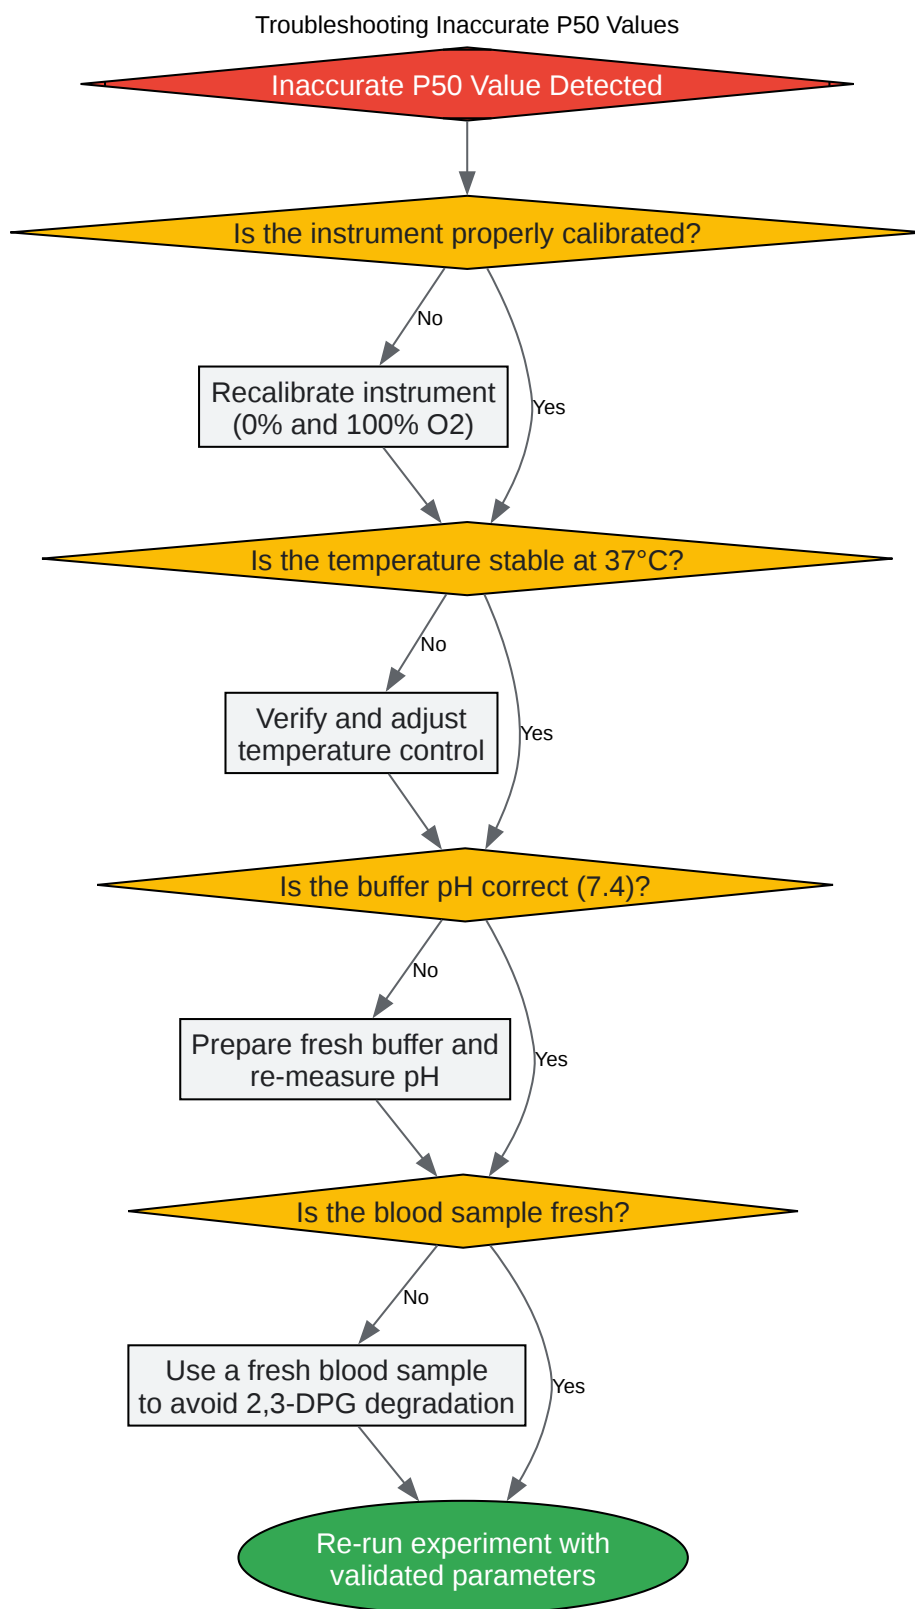 Troubleshooting Inaccurate P50 Values
Inaccurate P50 Value Detected
Is the instrument properly calibrated?
No
Recalibrate instrument
(0% and 100% O2)
Yes
Is the temperature stable at 37°C?
No
Verify and adjust
temperature control
Yes
Is the buffer pH correct (7.4)?
No
Prepare fresh buffer and
re-measure pH
Yes
Is the blood sample fresh?
No
Use a fresh blood sample
to avoid 2,3-DPG degradation
Yes
Re-run experiment with
validated parameters